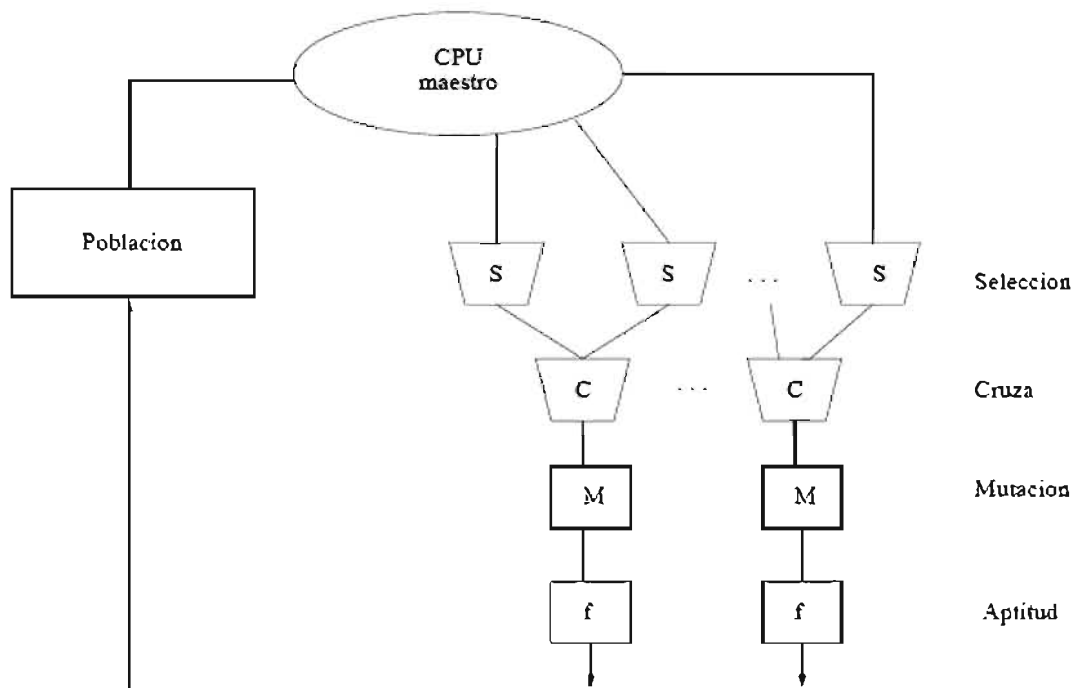 CPU
maestro
Poblacion
S S ... S Seleccion
C ... C Cruza
M M Mutacion
f f Aptitud